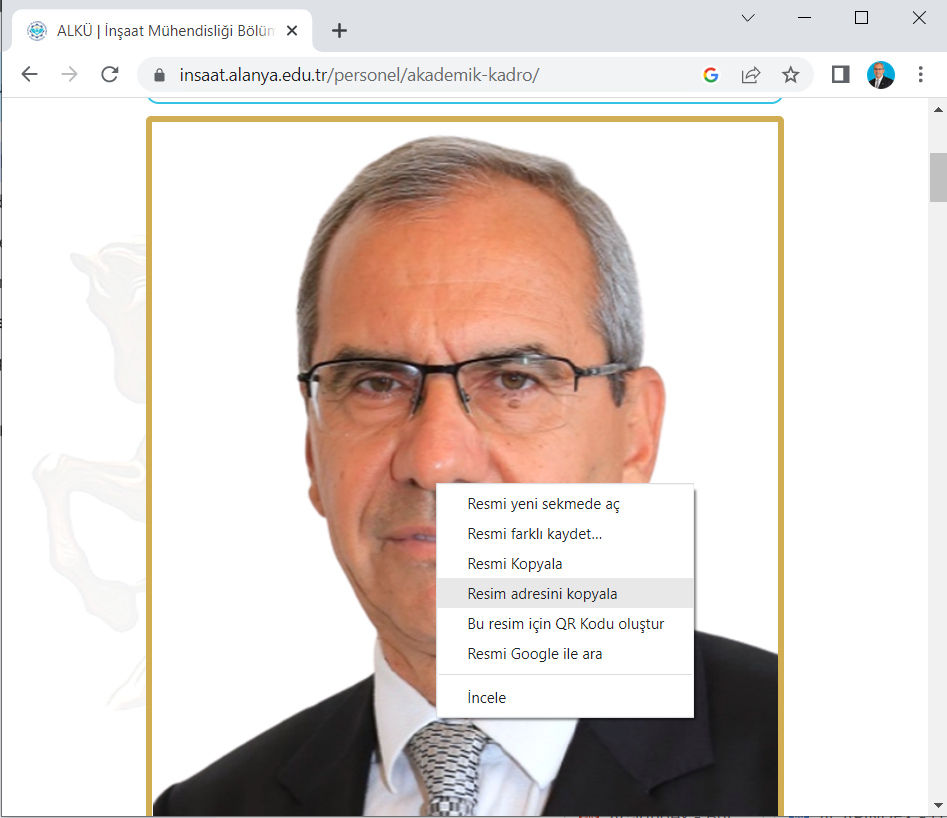 ALKÜ | İnşaat Mühendisliği Bölün
insaat.alanya.edu.tr/personel/akademik-kadro/
Resmi yeni sekmede aç
Resmi farklı kaydet...
Resmi Kopyala
Resim adresini kopyala
Bu resim için QR Kodu oluştur
Resmi Google ile ara
İncele